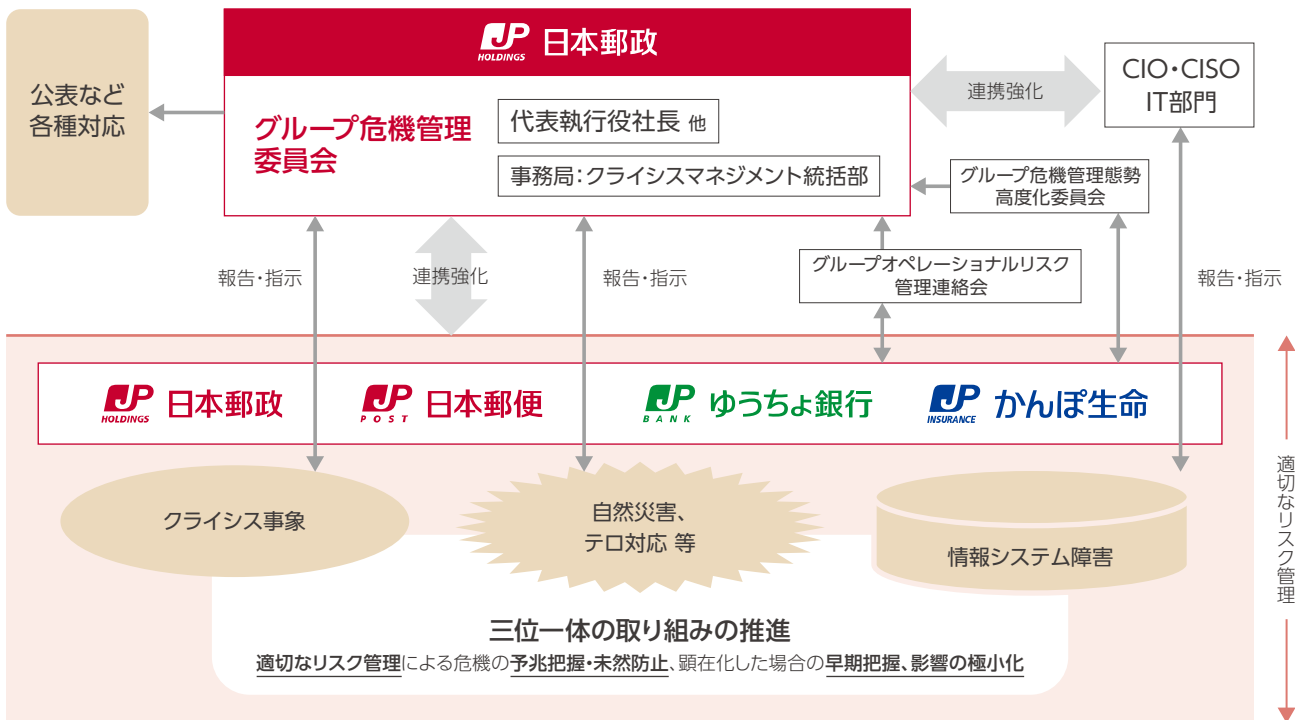 公表など
各種対応
JP
HOLDINGS
日本郵政
グループ危機管理
委員会
代表執行役社長 他
事務局：クライシスマネジメント統括部
連携強化
CIO・CISO
IT部門
グループ危機管理態勢
高度化委員会
グループオペレーショナルリスク
管理連絡会
報告・指示
連携強化
報告・指示
報告・指示
JP
HOLDINGS
日本郵政
JP
POST
日本郵便
JP
BANK
ゆうちょ銀行
JP
INSURANCE
かんぽ生命
クライシス事象
自然災害、
テロ対応 等
情報システム障害
適切なリスク管理
三位一体の取り組みの推進
適切なリスク管理による危機の予兆把握・未然防止、顕在化した場合の早期把握、影響の極小化